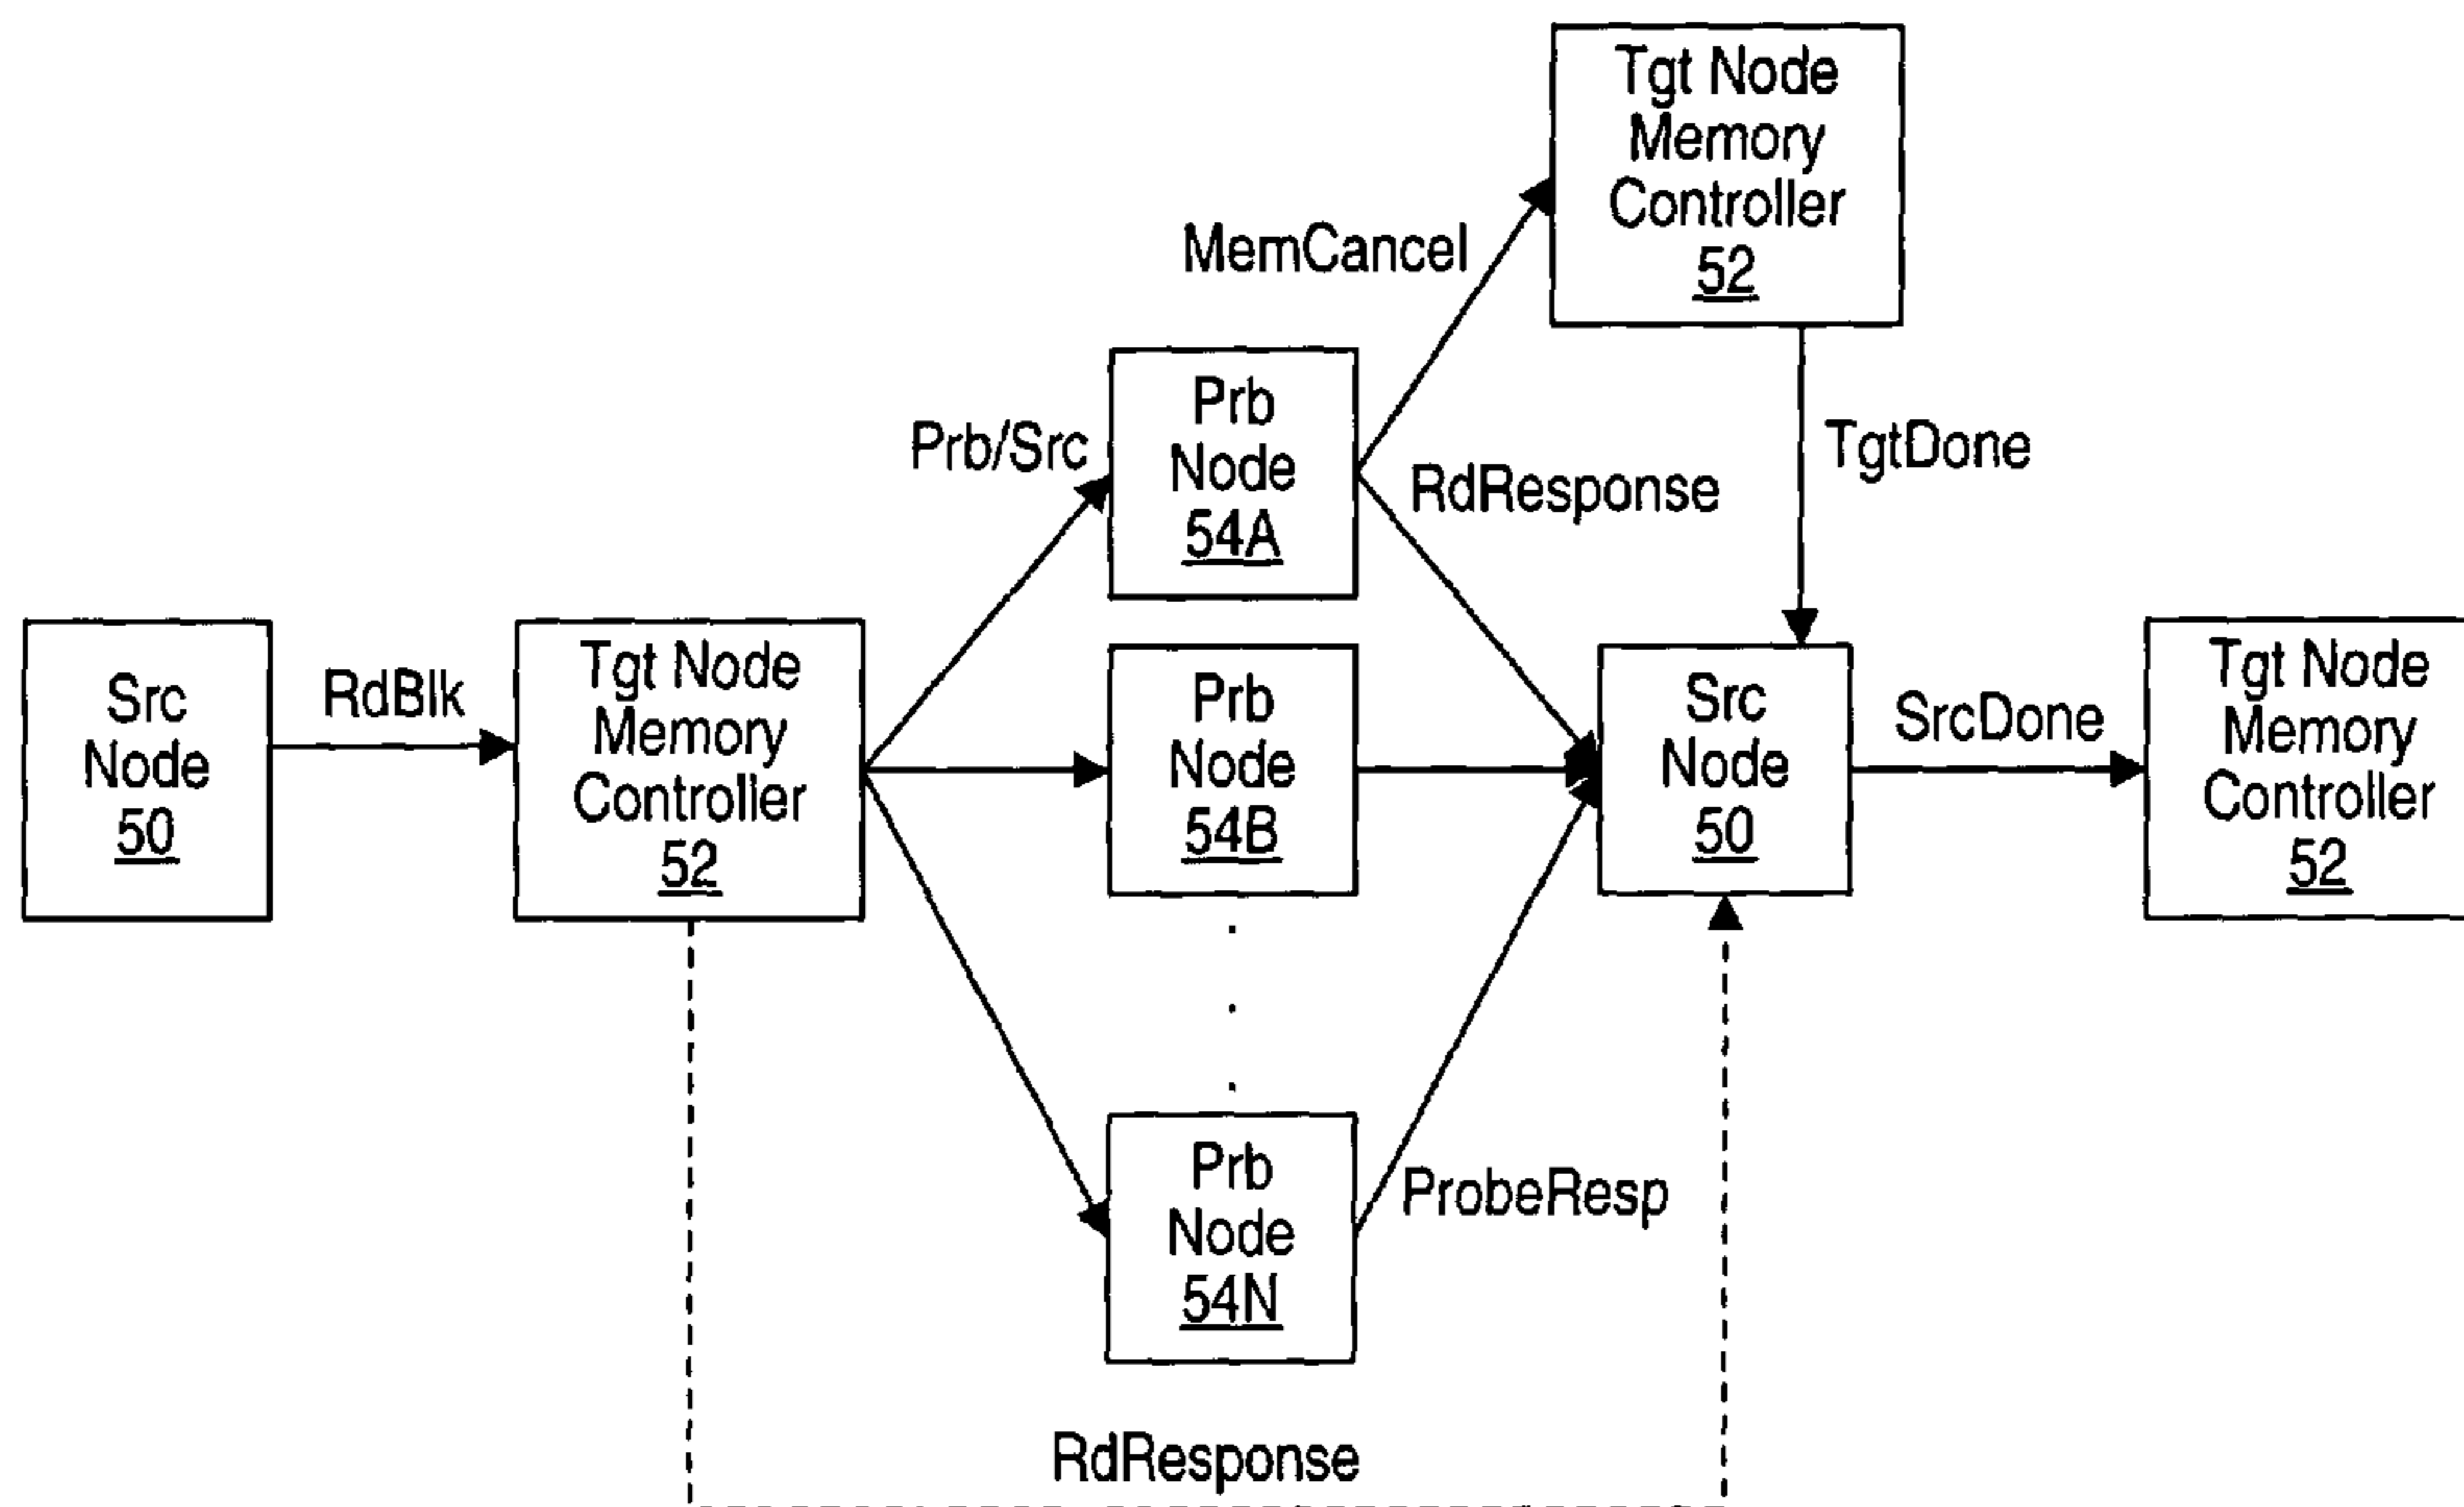 Tgt Node
Memory
Controller
52
MemCancel
Prb
Node
54A
Prb/Src
RdResponse
TgtDone
Src
Node
50
RdBlk
Tgt Node
Memory
Controller
52
Prb
Node
54B
Src
Node
50
SrcDone
Tgt Node
Memory
Controller
52
Prb
Node
54N
ProbeResp
RdResponse